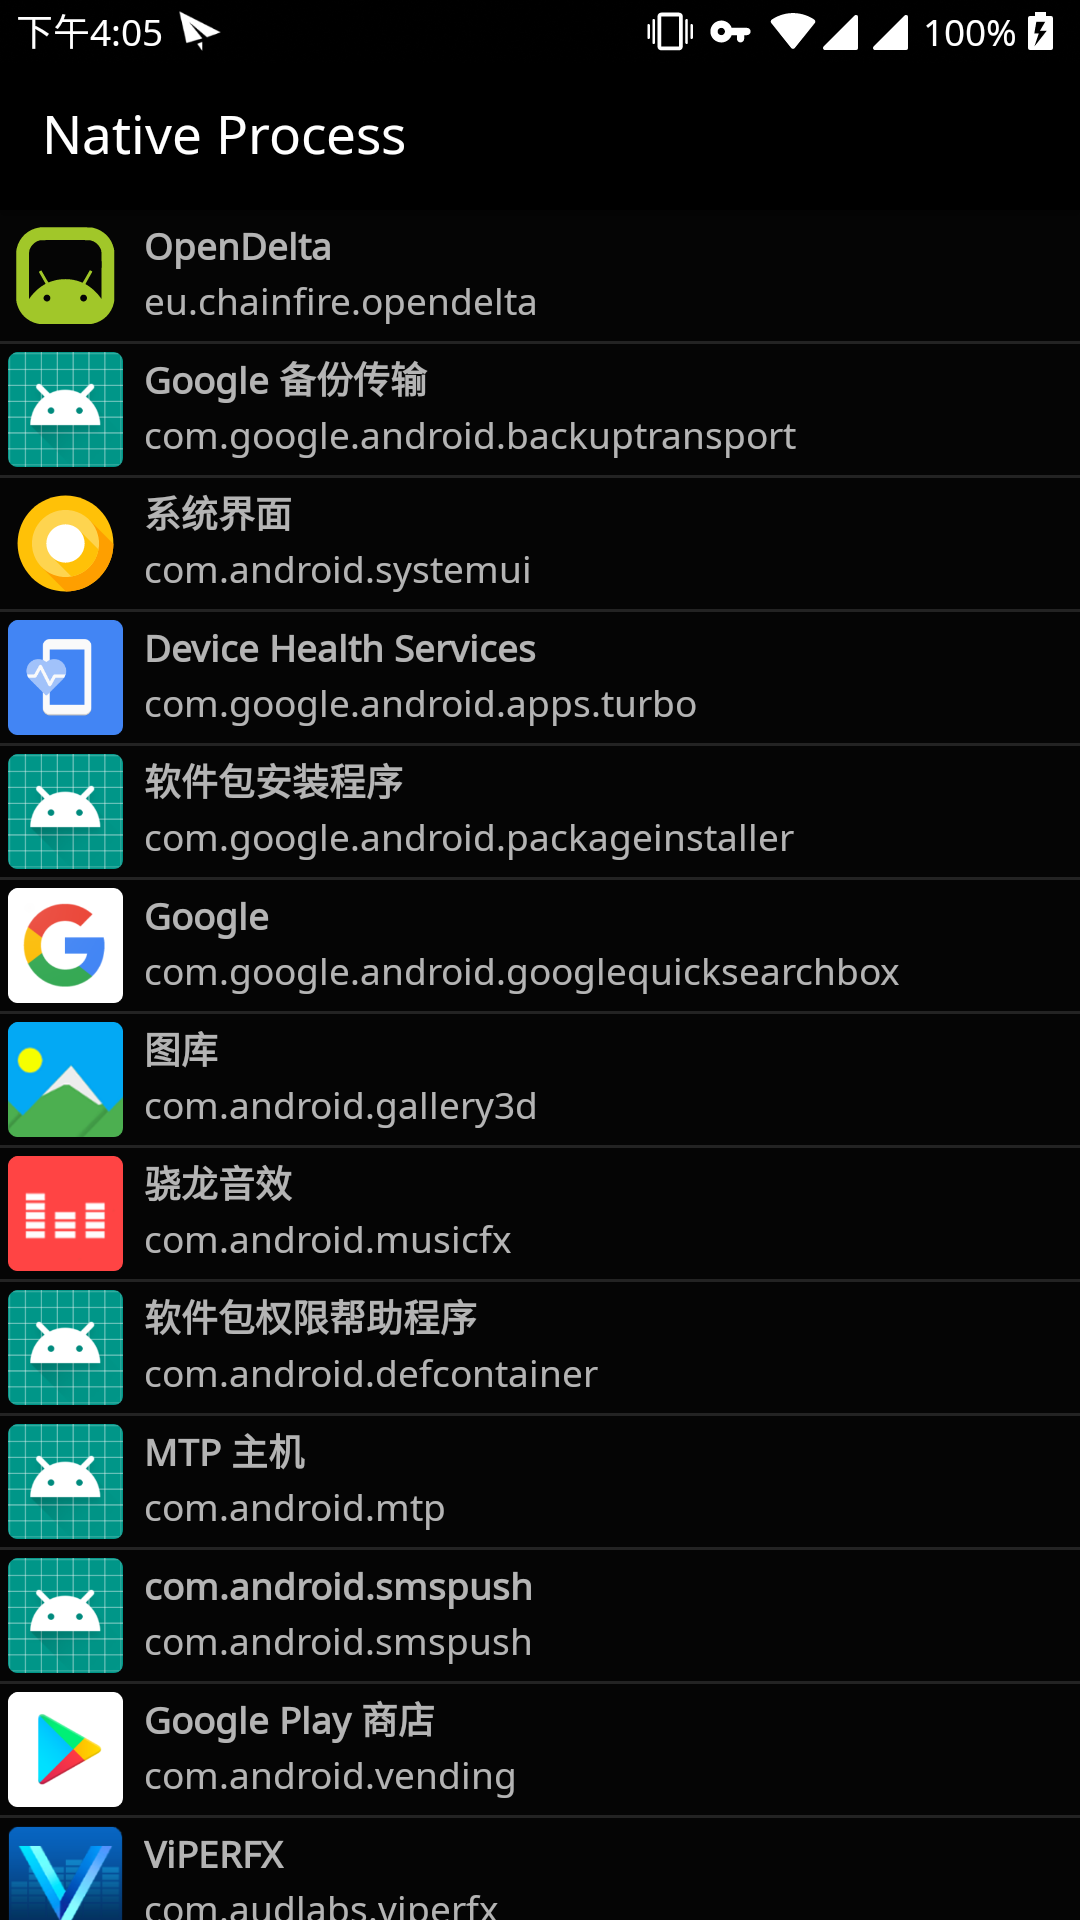 下午4:05 100%
Native Process
OpenDelta
eu.chainfire.opendelta
Google 备份传输
com.google.android.backuptransport
系统界面
com.android.systemui
Device Health Services
com.google.android.apps.turbo
软件包安装程序
com.google.android.packageinstaller
Google
com.google.android.googlequicksearchbox
图库
com.android.gallery3d
骁龙音效
com.android.musicfx
软件包权限帮助程序
com.android.defcontainer
MTP 主机
com.android.mtp
com.android.smspush
com.android.smspush
Google Play 商店
com.android.vending
ViPERFX
com.audlabs.viperfx